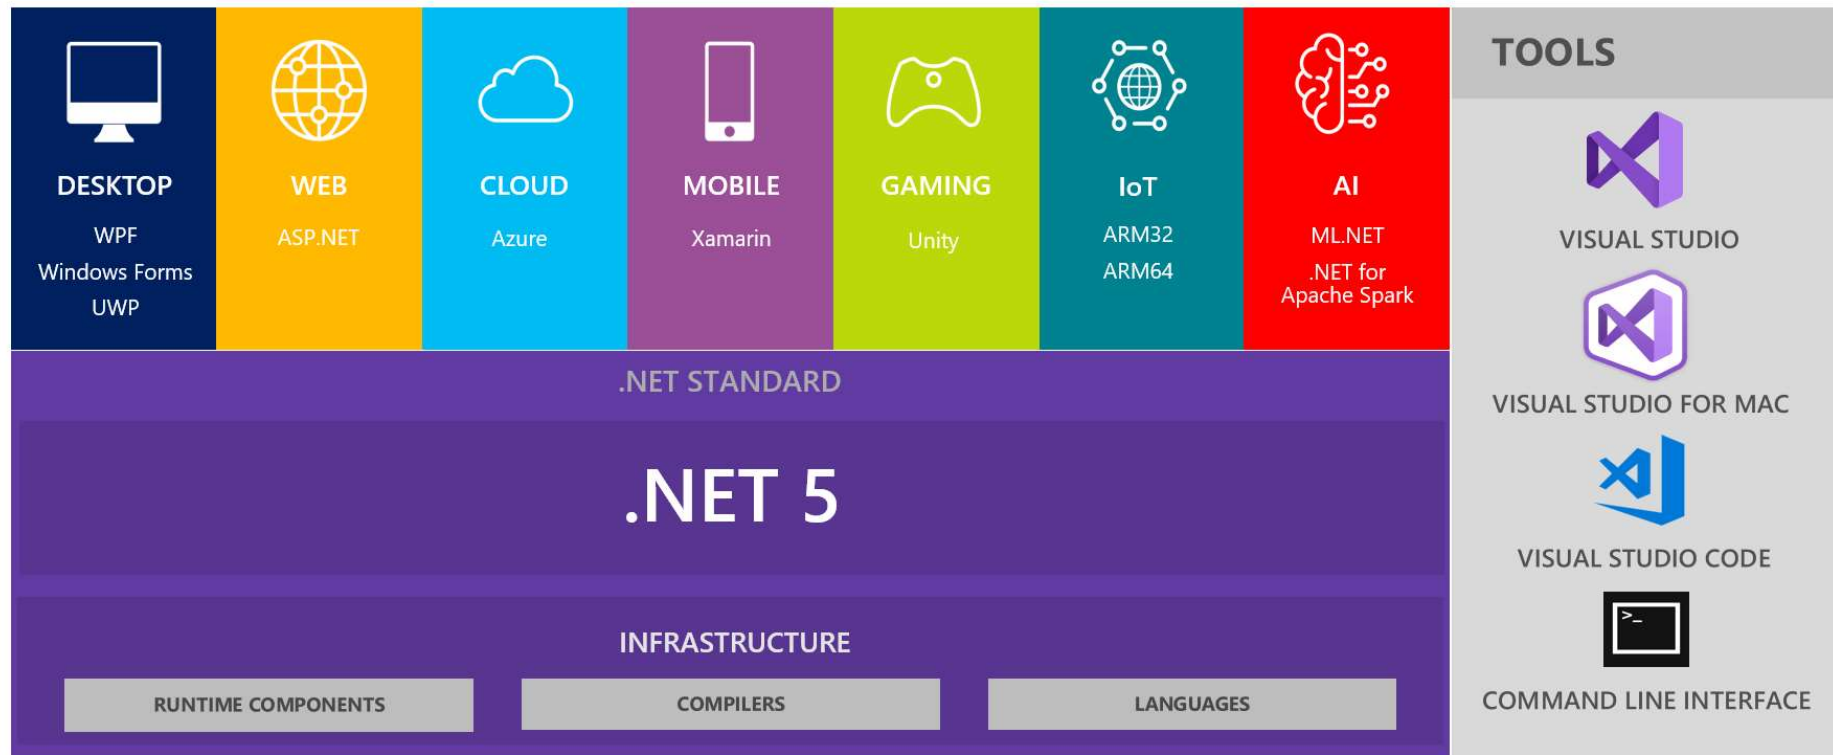 DESKTOP
WPF
Windows Forms
UWP
WEB
ASP.NET
CLOUD
Azure
MOBILE
Xamarin
GAMING
Unity
IoT
ARM32
ARM64
AI
ML.NET
.NET for
Apache Spark
.NET STANDARD
.NET 5
INFRASTRUCTURE
RUNTIME COMPONENTS
COMPILERS
LANGUAGES
TOOLS
VISUAL STUDIO
VISUAL STUDIO FOR MAC
VISUAL STUDIO CODE
>_
COMMAND LINE INTERFACE